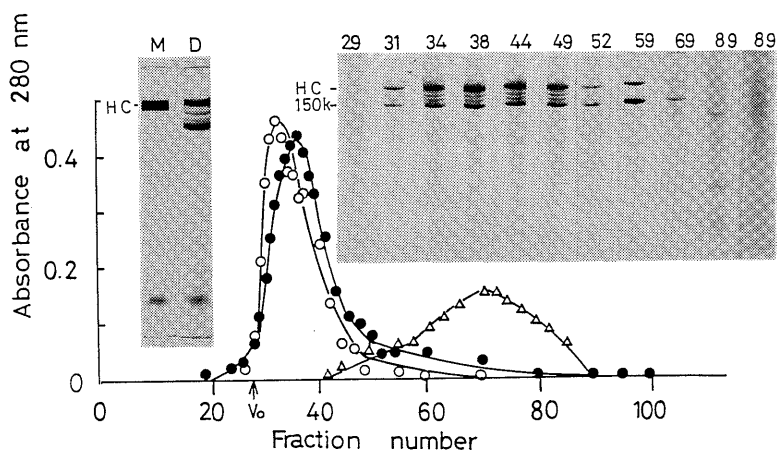 M D
HC-
29 31 34 38 44 49 52 59 69 89 89
HC -
150k-
Absorbance at 280 nm
0.4
0.2
0
0 20 40 60 80 100
V₀
Fraction number